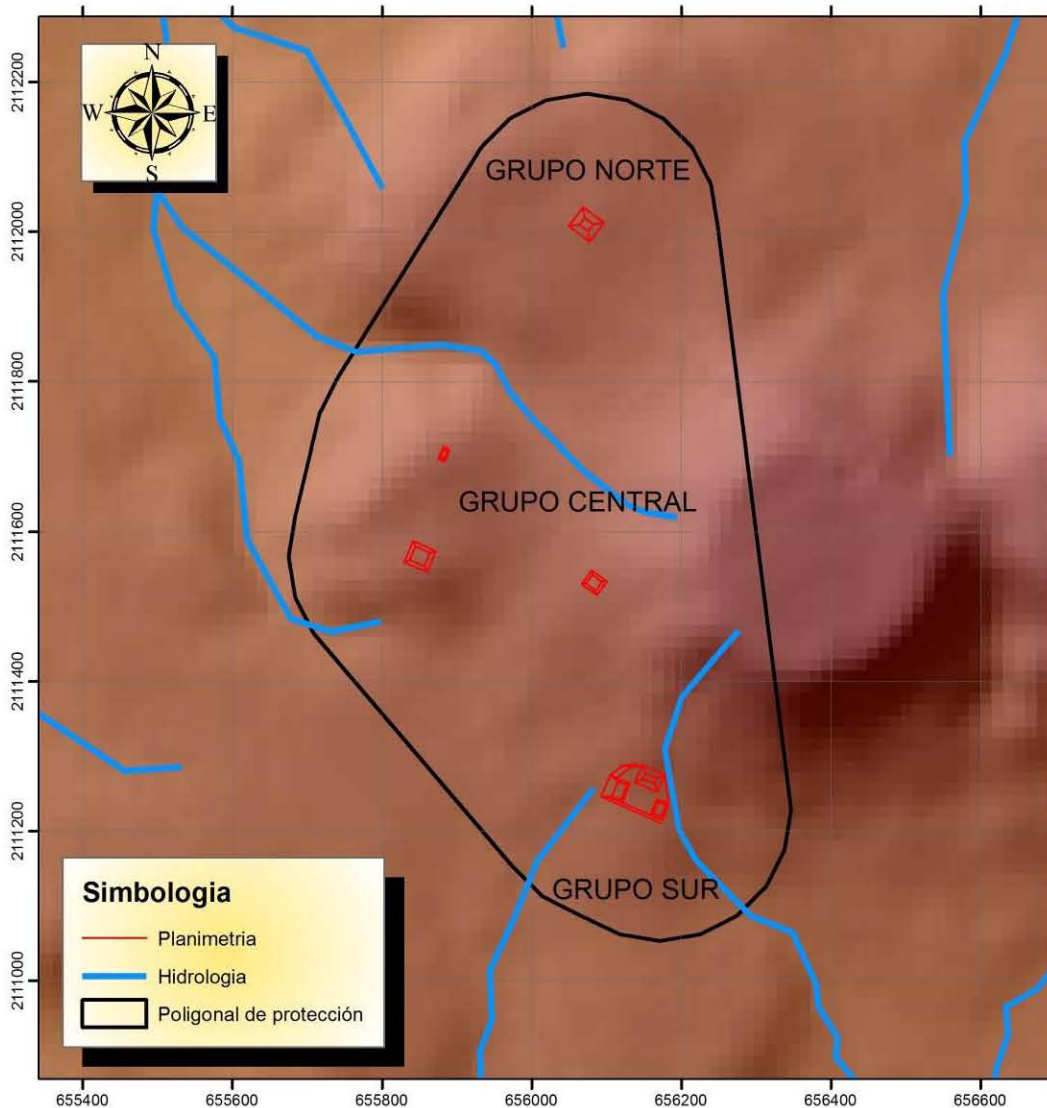 N
W E
S
GRUPO NORTE
GRUPO CENTRAL
GRUPO SUR
Simbologia
Planimetria
Hidrologia
Poligonal de protección
2112200
2112000
2111800
2111600
2111400
2111200
2111000
655400 655600 655800 656000 656200 656400 656600